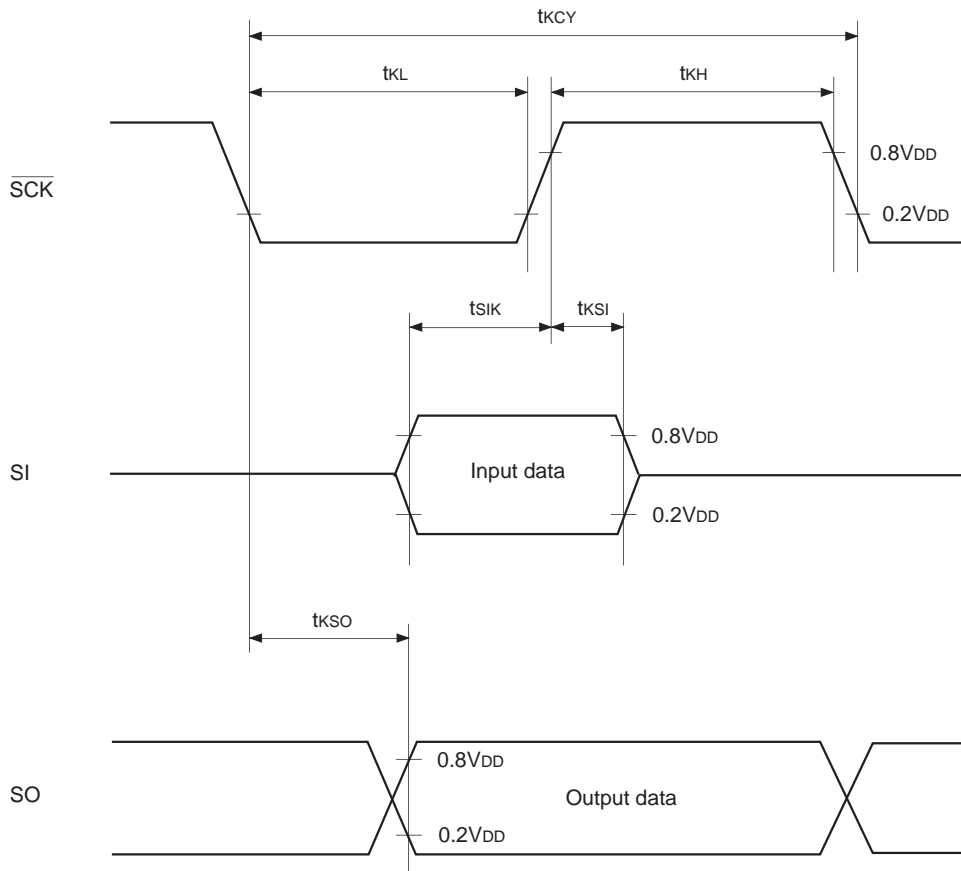 tKCY
tKL
tKH
0.8VDD
SCK
0.2VDD
tSIK
tKSI
0.8VDD
SI
Input data
0.2VDD
tKSO
0.8VDD
SO
Output data
0.2VDD